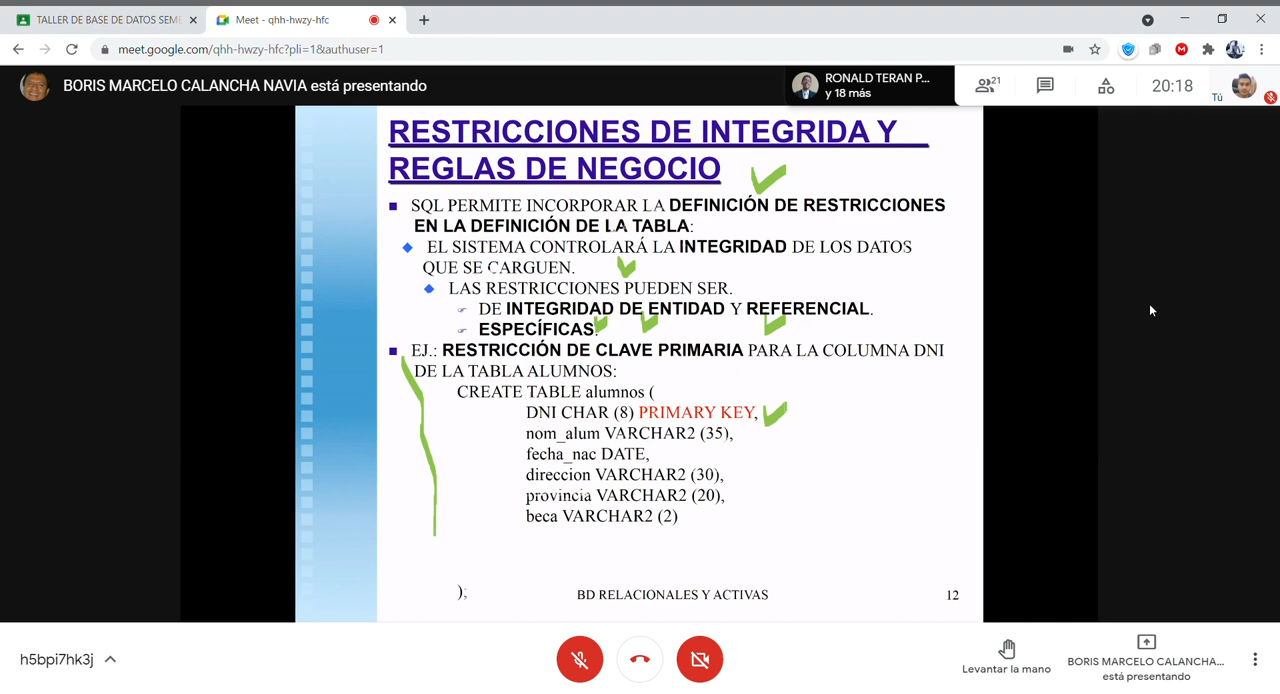 TALLER DE BASE DE DATOS SEME
Meet - qhh-hwzy-hfc
meet.google.com/qhh-hwzy-hfc?pli=1&authuser=1
BORIS MARCELO CALANCHA NAVIA está presentando
RONALD TERAN P...
y 18 más
21
20:18
Tú
RESTRICCIONES DE INTEGRIDA Y
REGLAS DE NEGOCIO
SQL PERMITE INCORPORAR LA DEFINICIÓN DE RESTRICCIONES
EN LA DEFINICIÓN DE LA TABLA:
EL SISTEMA CONTROLARÁ LA INTEGRIDAD DE LOS DATOS
QUE SE CARGUEN.
LAS RESTRICCIONES PUEDEN SER.
DE INTEGRIDAD DE ENTIDAD Y REFERENCIAL.
ESPECÍFICAS.
EJ.: RESTRICCIÓN DE CLAVE PRIMARIA PARA LA COLUMNA DNI
DE LA TABLA ALUMNOS:
CREATE TABLE alumnos (
DNI CHAR (8) PRIMARY KEY,
nom_alum VARCHAR2 (35),
fecha_nac DATE,
direccion VARCHAR2 (30),
provincia VARCHAR2 (20),
beca VARCHAR2 (2)
);
BD RELACIONALES Y ACTIVAS
12
h5bpi7hk3j
Levantar la mano
BORIS MARCELO CALANCHA...
está presentando